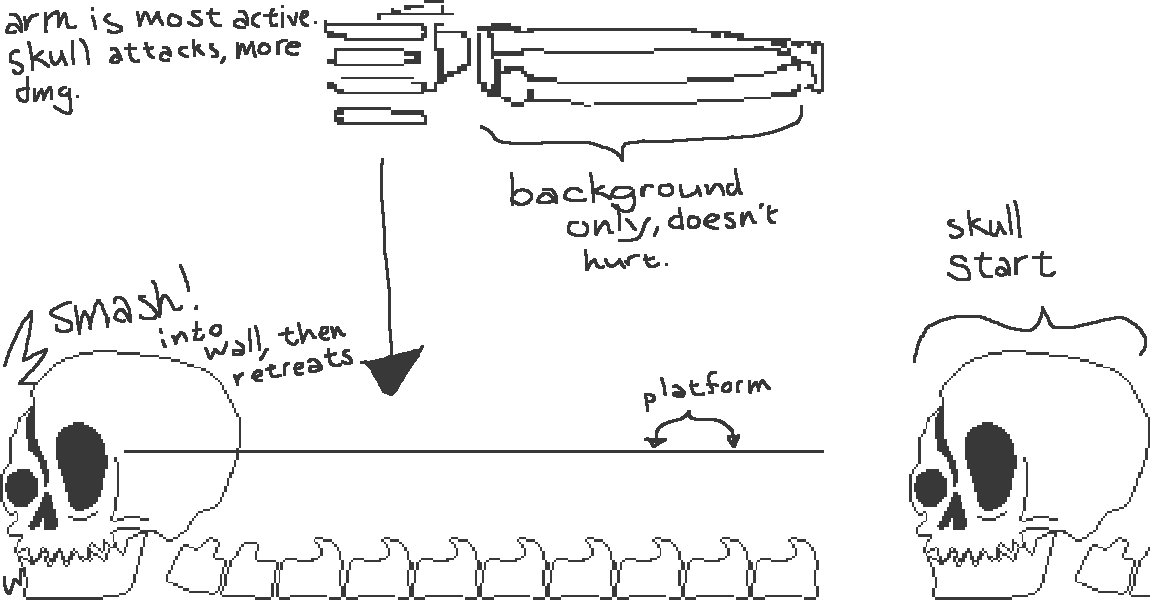 arm is most active.
skull attacks, more
dmg.
background
only, doesn't
hurt.
skull
start
smash!
into
wall, then
retreats
platform